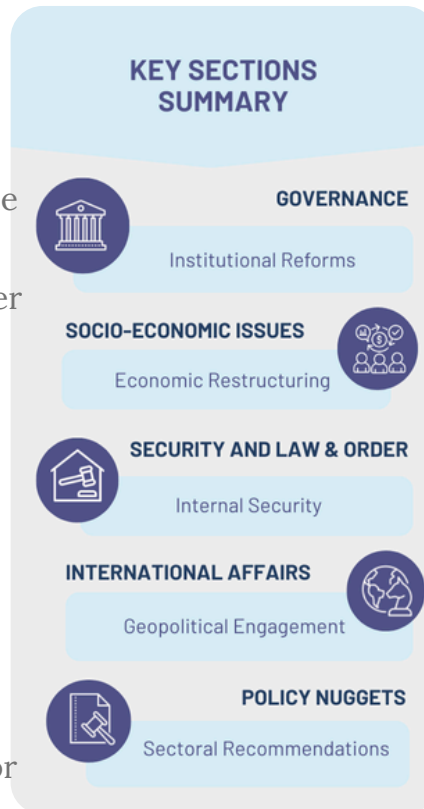 KEY SECTIONS
SUMMARY
GOVERNANCE
Institutional Reforms
SOCIO-ECONOMIC ISSUES
Economic Restructuring
SECURITY AND LAW & ORDER
Internal Security
INTERNATIONAL AFFAIRS
Geopolitical Engagement
POLICY NUGGETS
Sectoral Recommendations